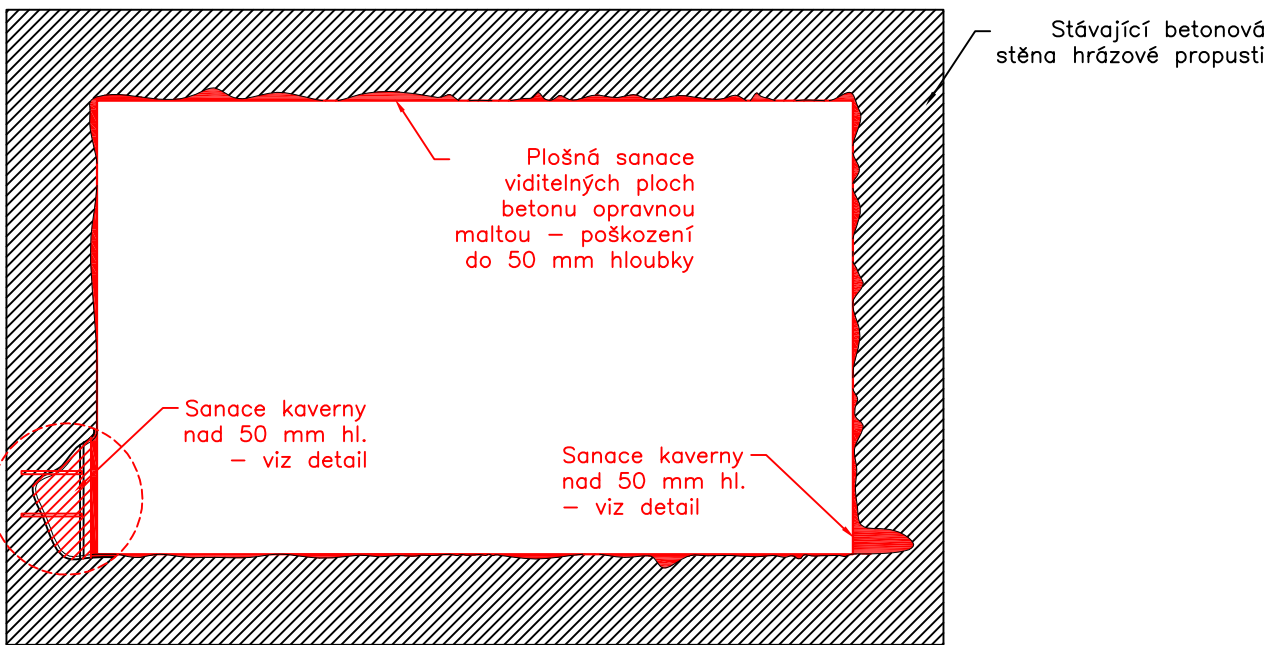 Stávající betonová
stěna hrázové propusti
Plošná sanace
viditelných ploch
betonu opravnou
maltou – poškození
do 50 mm hloubky
Sanace kaverny
nad 50 mm hl.
– viz detail
Sanace kaverny
nad 50 mm hl.
– viz detail